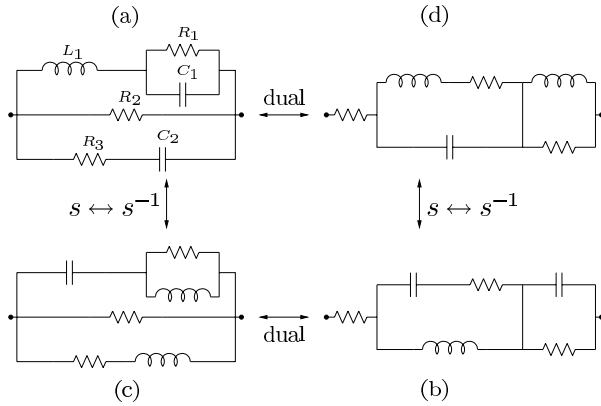 (a)
(d)
L₁
R₁
C₁
R₂
R₃
C₂
dual
s ↔ s⁻¹
s ↔ s⁻¹
dual
(c)
(b)